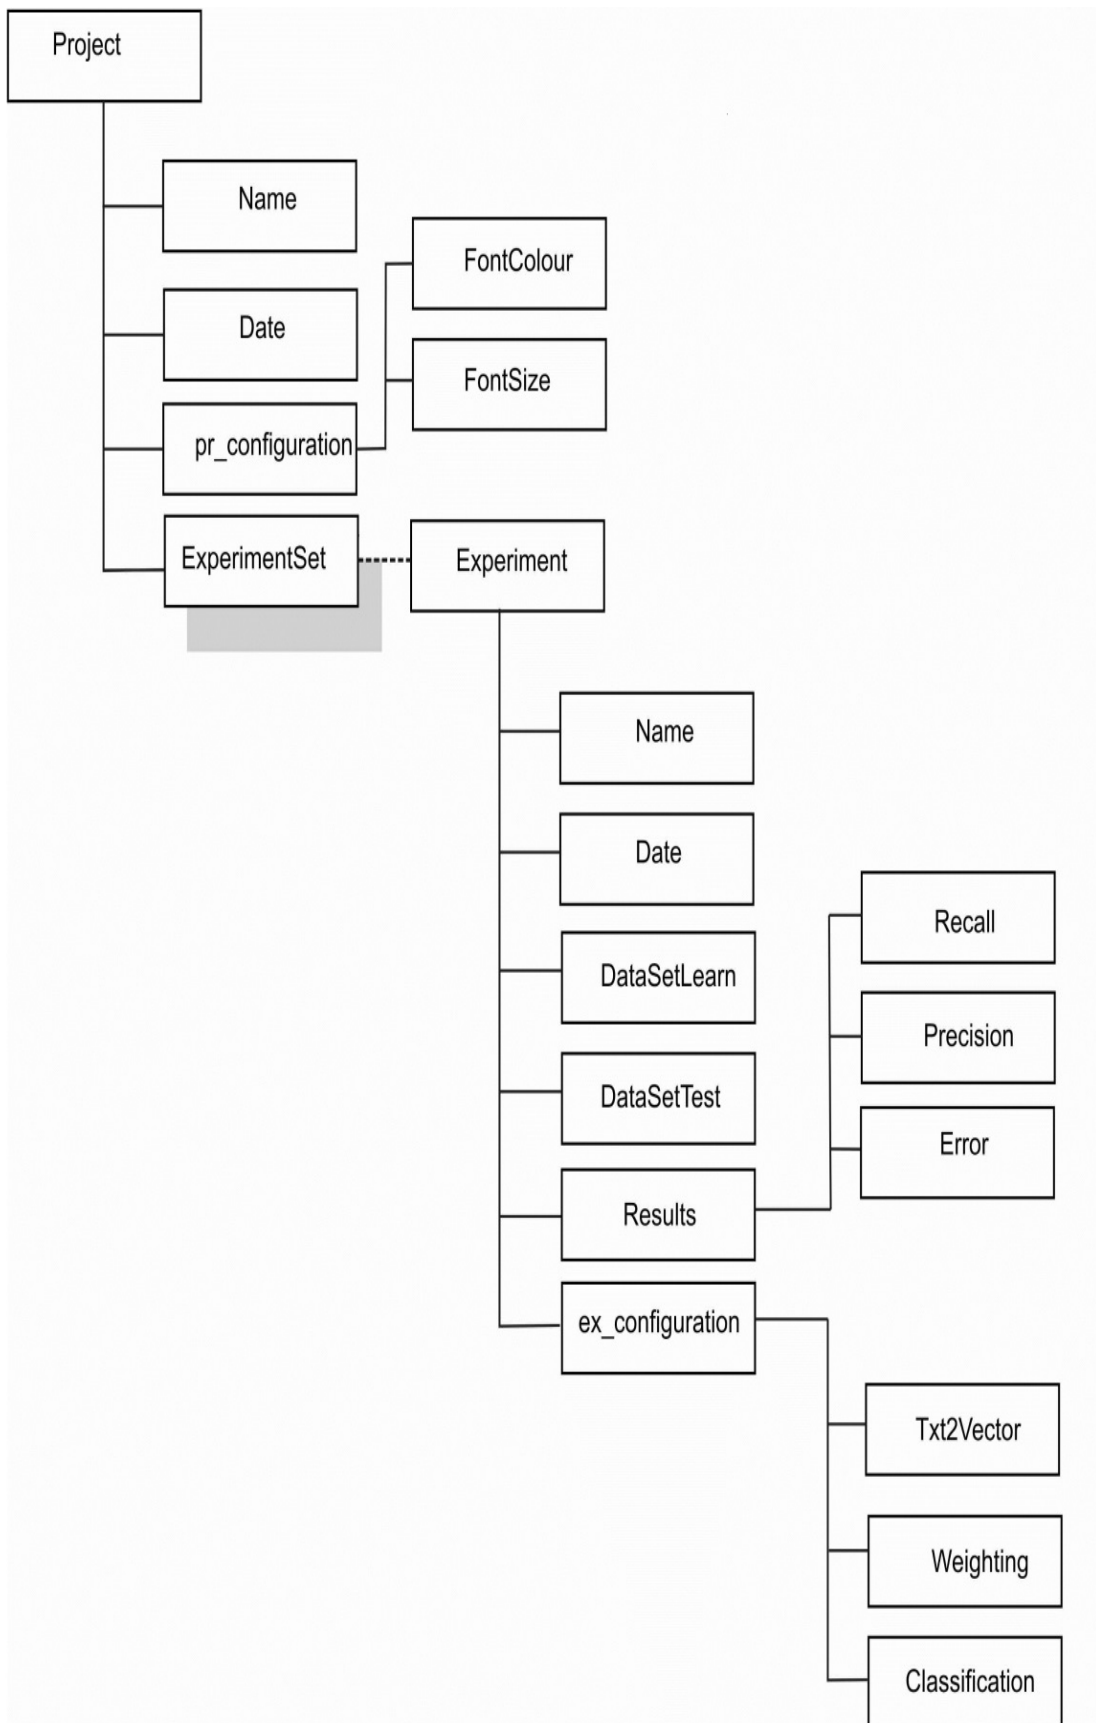 Project
Name
Date
pr_configuration
FontColour
FontSize
ExperimentSet
Experiment
Name
Date
DataSetLearn
DataSetTest
Results
Recall
Precision
Error
ex_configuration
Txt2Vector
Weighting
Classification